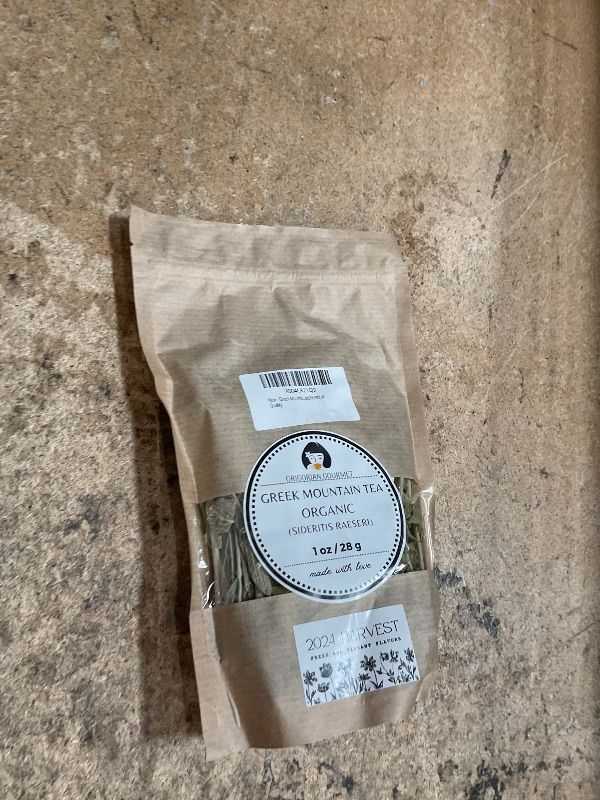 GRIGORIAN GOURMET
GREEK MOUNTAIN TEA
ORGANIC
(SIDERITIS RAESERI)
1 oz / 28 g
made with love
2024 HARVEST
FRESH AND VIBRANT FLAVORS